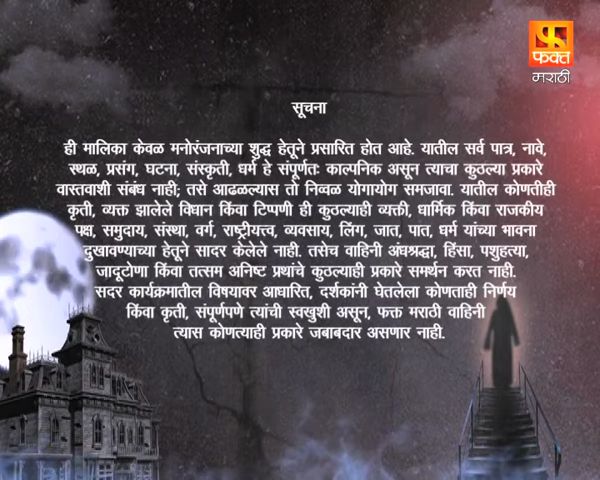 फक्त
मराठी
सूचना
ही मालिका केवळ मनोरंजनाच्या शुद्ध हेतूने प्रसारित होत आहे. यातील सर्व पात्र, नावे,
स्थळ, प्रसंग, घटना, संस्कृती, धर्म हे संपूर्णतः काल्पनिक असून त्याचा कुठल्या प्रकारे
वास्तवाशी संबंध नाही; तसे आढळल्यास तो निव्वळ योगायोग समजावा. यातील कोणतीही
कृती, व्यक्त झालेले विधान किंवा टिप्पणी ही कुठल्याही व्यक्ती, धार्मिक किंवा राजकीय
पक्ष, समुदाय, संस्था, वर्ग, राष्ट्रीयत्त्व, व्यवसाय, लिंग, जात, पात, धर्म यांच्या भावना
दुखावण्याच्या हेतूने सादर केलेले नाही. तसेच वाहिनी अंधश्रद्धा, हिंसा, पशुहत्या,
जादूटोणा किंवा तत्सम अनिष्ट प्रथांचे कुठल्याही प्रकारे समर्थन करत नाही.
सदर कार्यक्रमातील विषयावर आधारित, दर्शकांनी घेतलेला कोणताही निर्णय
किंवा कृती, संपूर्णपणे त्यांची स्वखुशी असून, फक्त मराठी वाहिनी
त्यास कोणत्याही प्रकारे जबाबदार असणार नाही.